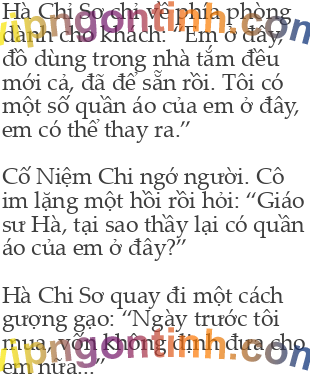 Hà Chi Sơ chỉ về phía phòng
dành cho khách: “Em ở đây,
đồ dùng trong nhà tắm đều
mới cả, đã để sẵn rồi. Tôi có
một số quần áo của em ở đây,
em có thể thay ra.”
Cố Niệm Chi ngớ người. Cô
im lặng một hồi rồi hỏi: “Giáo
sư Hà, tại sao thầy lại có quần
áo của em ở đây?”
Hà Chi Sơ quay đi một cách
gượng gạo: “Ngày trước tôi
mua, vốn không định đưa cho
em nữa...”